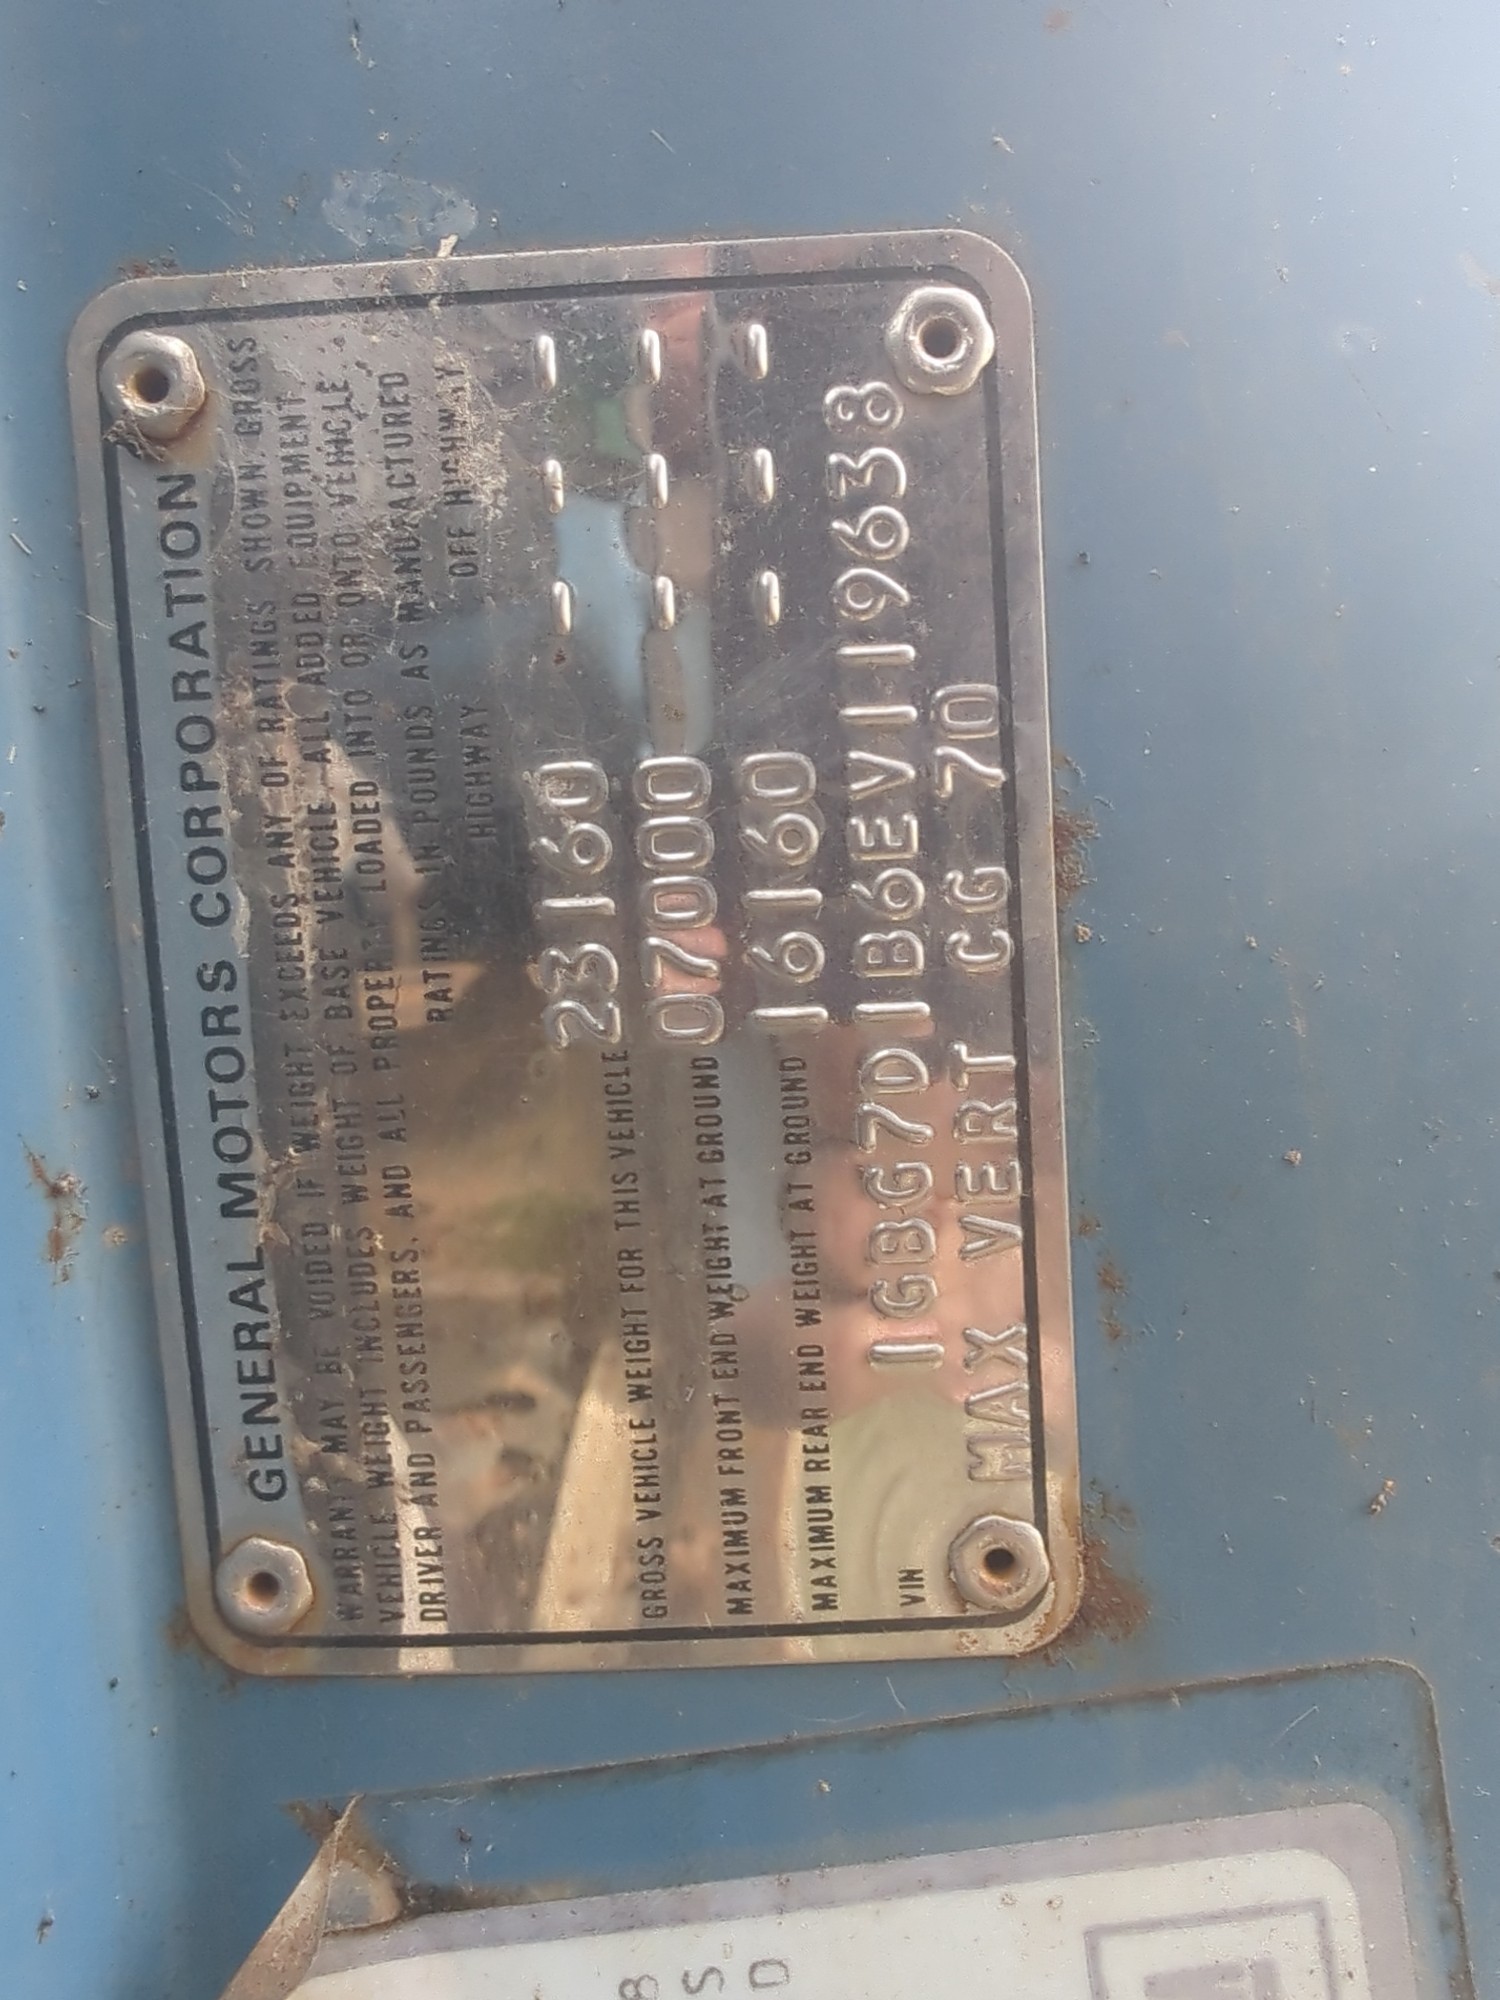 GENERAL MOTORS CORPORATION
WARRANTY MAY BE VOIDED IF WEIGHT EXCEEDS ANY OF RATINGS SHOWN. GROSS
VEHICLE WEIGHT INCLUDES WEIGHT OF BASE VEHICLE ALL ADDED EQUIPMENT
DRIVER AND PASSENGERS, AND ALL PROPERTY LOADED INTO OR ONTO VEHICLE.
RATINGS IN POUNDS AS MANUFACTURED
HIGHWAY OFF HIGHWAY
GROSS VEHICLE WEIGHT FOR THIS VEHICLE 23160 - - -
MAXIMUM FRONT END WEIGHT AT GROUND 07000 - - -
MAXIMUM REAR END WEIGHT AT GROUND 16160 - - -
VIN 1GBG7D1B6EV119638
MAX VERT CG 70